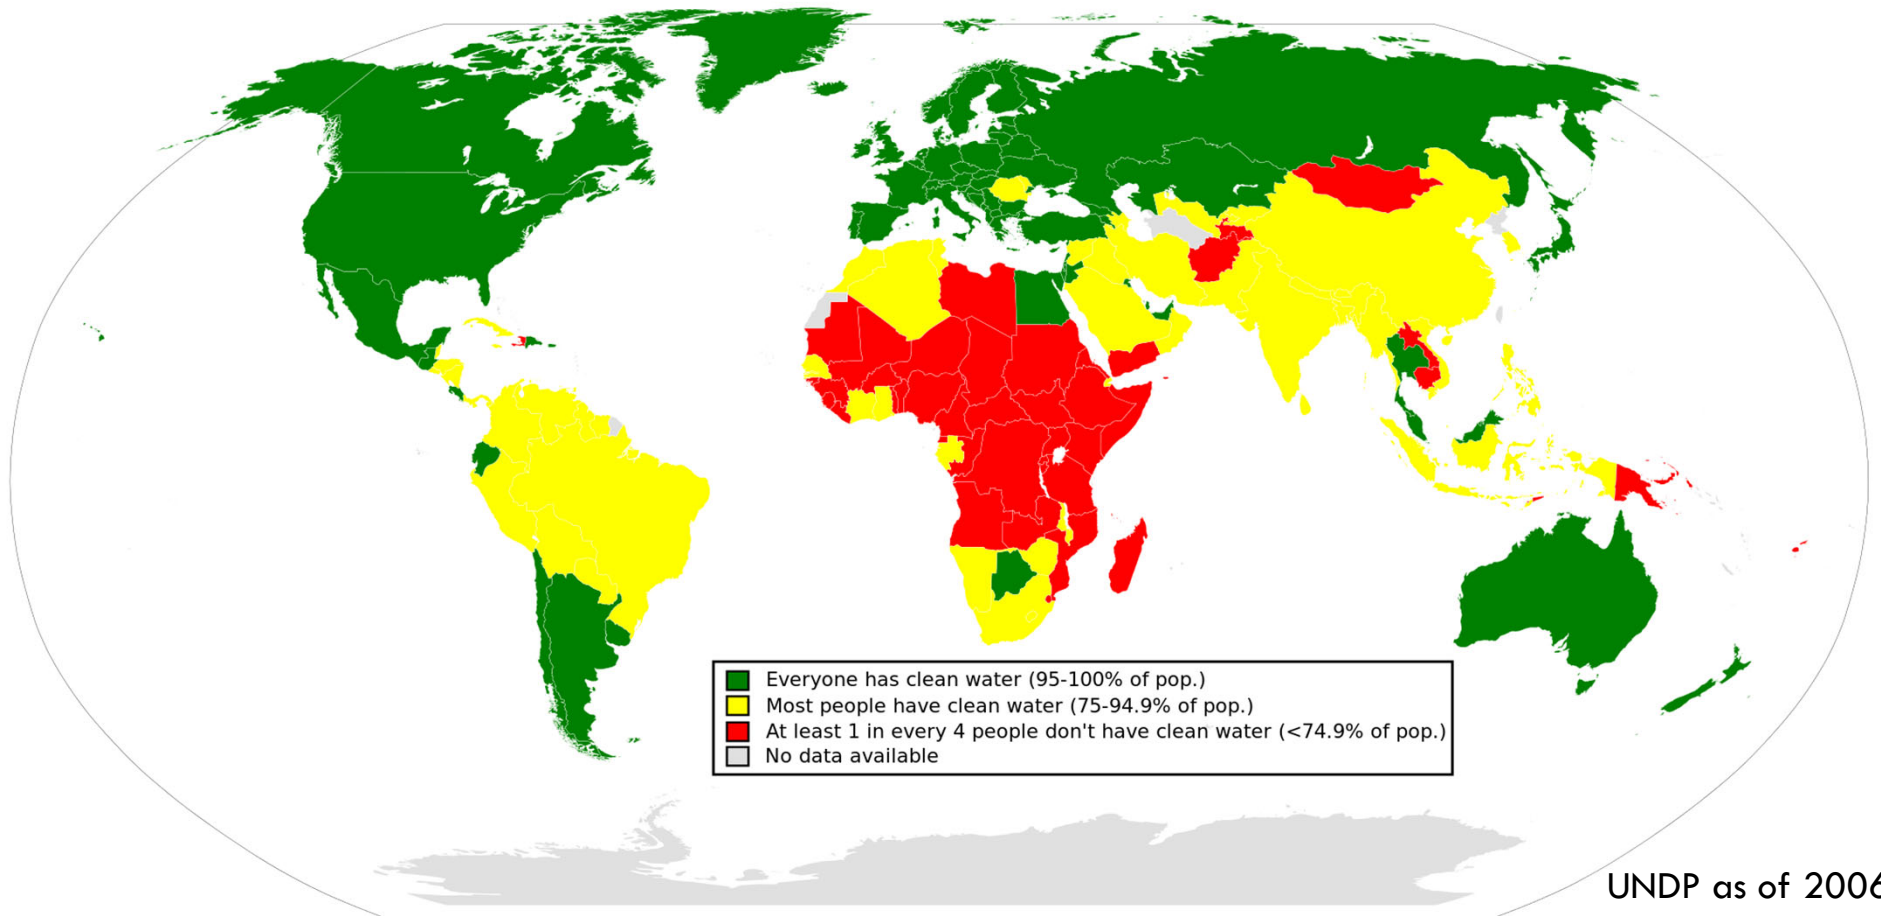 Everyone has clean water (95-100% of pop.)
Most people have clean water (75-94.9% of pop.)
At least 1 in every 4 people don't have clean water (<74.9% of pop.)
No data available
UNDP as of 2006